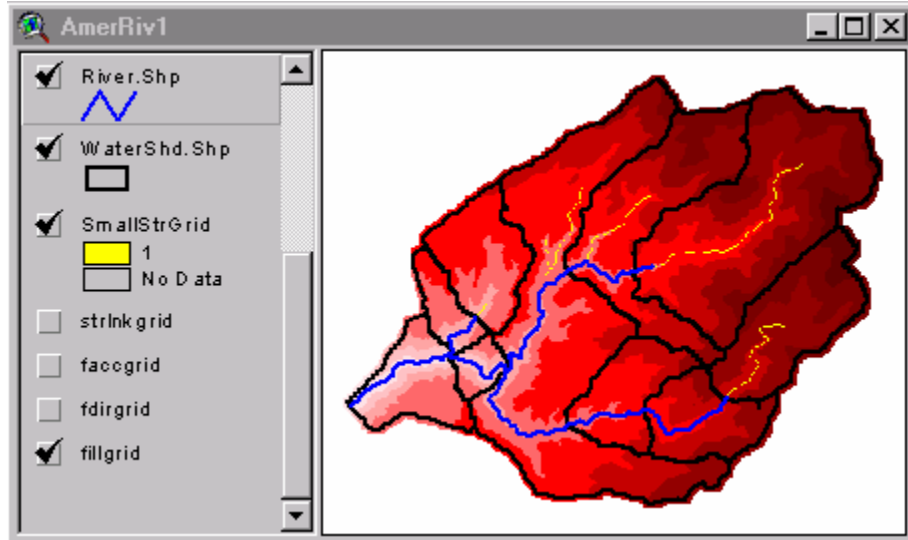 AmerRiv1
River.Shp
WaterShd.Shp
SmallStrGrid
1
No Data
strlnkgrid
faccgrid
fdirgrid
fillgrid